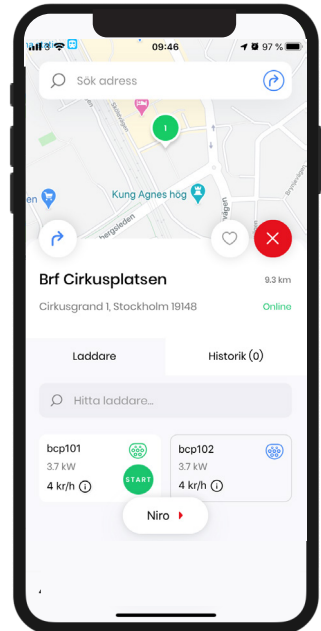 09:46
97 %
Sök adress
1
Kung Agnes
hög
en
bergsleden
Brf Cirkusplatsen
9.3 km
Cirkusgrand 1, Stockholm 19148
Online
Laddare
Historik (0)
Hitta laddare...
bcp101
bcp102
3.7 kW
3.7 kW
START
4 kr/h
4 kr/h
Niro